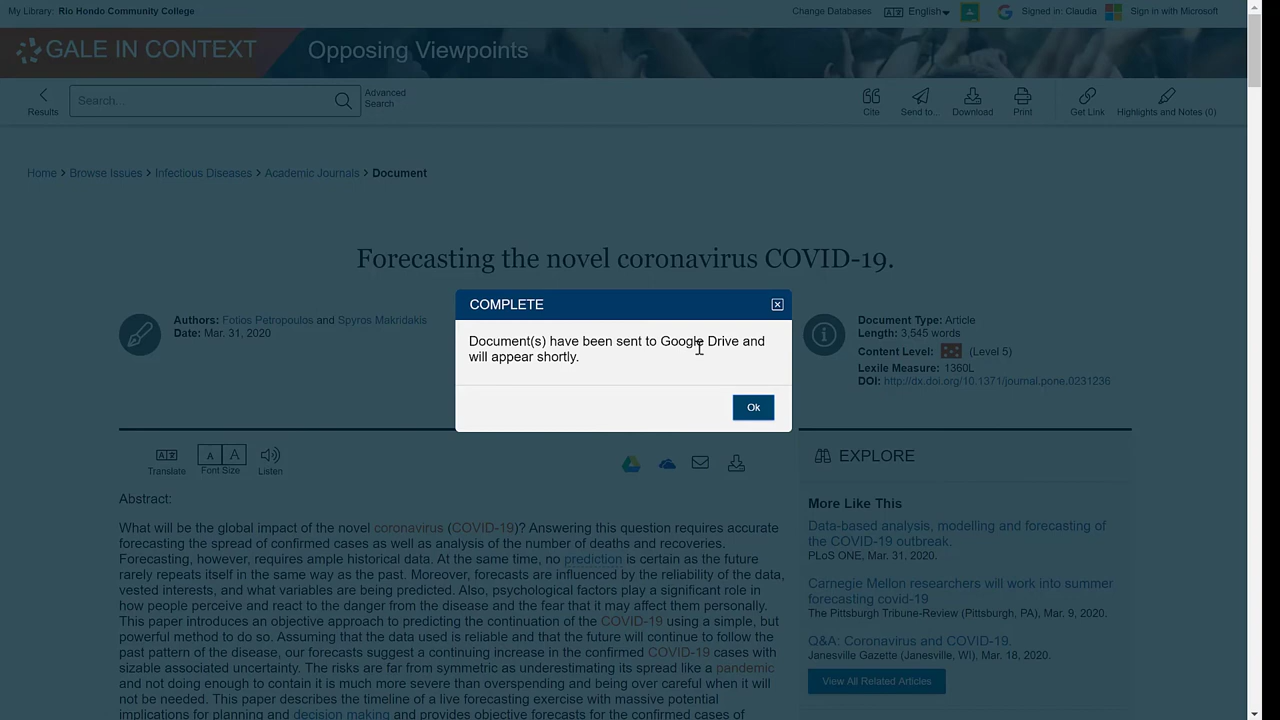 My Library: Rio Hondo Community College
Change Databases
English
Signed in: Claudia
Sign in with Microsoft
GALE IN CONTEXT
Opposing Viewpoints
Results
Search...
Advanced
Search
Cite
Send to...
Download
Print
Get Link
Highlights and Notes (0)
Home > Browse Issues > Infectious Diseases > Academic Journals > Document
Forecasting the novel coronavirus COVID-19.
Authors: Fotios Petropoulos and Spyros Makridakis
Date: Mar. 31, 2020
COMPLETE
Document(s) have been sent to Google Drive and
will appear shortly.
Ok
Document Type: Article
Length: 3,545 words
Content Level: (Level 5)
Lexile Measure: 1360L
DOI: http://dx.doi.org/10.1371/journal.pone.0231236
Translate
A A
Font Size
Listen
Abstract:
What will be the global impact of the novel coronavirus (COVID-19)? Answering this question requires accurate
forecasting the spread of confirmed cases as well as analysis of the number of deaths and recoveries.
Forecasting, however, requires ample historical data. At the same time, no prediction is certain as the future
rarely repeats itself in the same way as the past. Moreover, forecasts are influenced by the reliability of the data,
vested interests, and what variables are being predicted. Also, psychological factors play a significant role in
how people perceive and react to the danger from the disease and the fear that it may affect them personally.
This paper introduces an objective approach to predicting the continuation of the COVID-19 using a simple, but
powerful method to do so. Assuming that the data used is reliable and that the future will continue to follow the
past pattern of the disease, our forecasts suggest a continuing increase in the confirmed COVID-19 cases with
sizable associated uncertainty. The risks are far from symmetric as underestimating its spread like a pandemic
and not doing enough to contain it is much more severe than overspending and being over careful when it will
not be needed. This paper describes the timeline of a live forecasting exercise with massive potential
implications for planning and decision making and provides objective forecasts for the confirmed cases of
EXPLORE
More Like This
Data-based analysis, modelling and forecasting of
the COVID-19 outbreak.
PLoS ONE, Mar. 31, 2020.
Carnegie Mellon researchers will work into summer
forecasting covid-19
The Pittsburgh Tribune-Review (Pittsburgh, PA), Mar, 9, 2020.
Q&A: Coronavirus and COVID-19.
Janesville Gazette (Janesville, WI), Mar. 18, 2020.
View All Related Articles